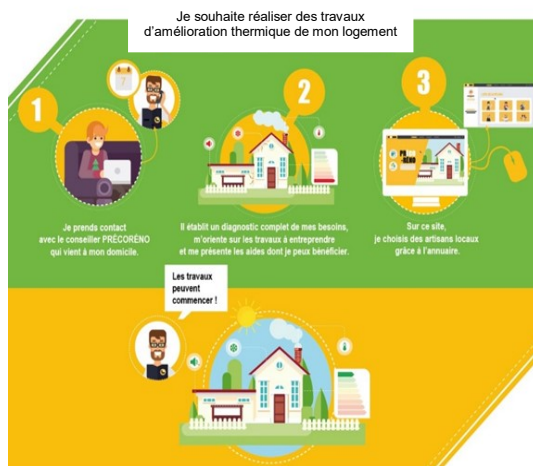 Je souhaite réaliser des travaux
d'amélioration thermique de mon logement
1
2
3
7
Je prends contact
avec le conseiller PRÉCORÉNO
qui vient à mon domicile.
Il établit un diagnostic complet de mes besoins,
m'oriente sur les travaux à entreprendre
et me présente les aides dont je peux bénéficier.
Sur ce site,
je choisis des artisans locaux
grâce à l'annuaire.
Les travaux
peuvent
commencer !